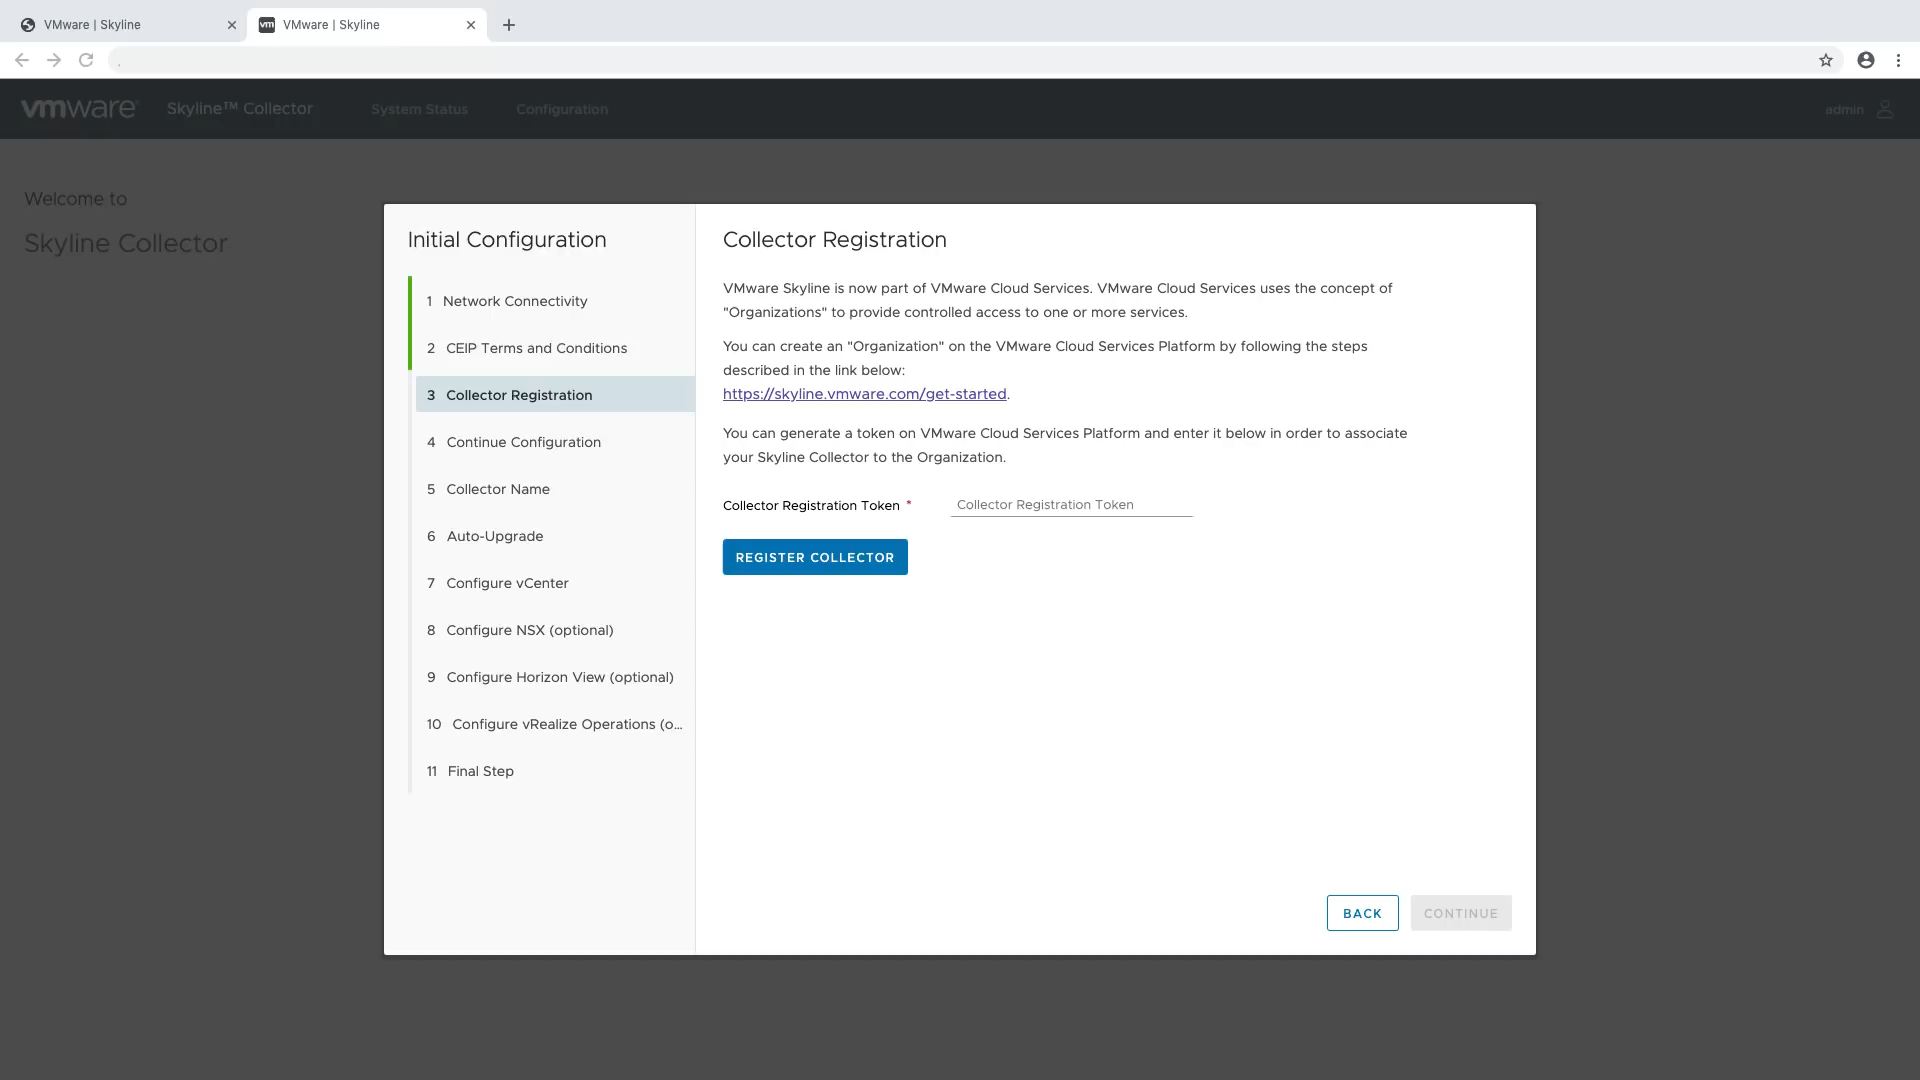 VMware | Skyline
vm VMware | Skyline
vmware Skyline™ Collector System Status Configuration admin
Welcome to
Skyline Collector
Initial Configuration
1 Network Connectivity
2 CEIP Terms and Conditions
3 Collector Registration
4 Continue Configuration
5 Collector Name
6 Auto-Upgrade
7 Configure vCenter
8 Configure NSX (optional)
9 Configure Horizon View (optional)
10 Configure vRealize Operations (o...
11 Final Step
Collector Registration
VMware Skyline is now part of VMware Cloud Services. VMware Cloud Services uses the concept of
"Organizations" to provide controlled access to one or more services.
You can create an "Organization" on the VMware Cloud Services Platform by following the steps
described in the link below:
https://skyline.vmware.com/get-started.
You can generate a token on VMware Cloud Services Platform and enter it below in order to associate
your Skyline Collector to the Organization.
Collector Registration Token * Collector Registration Token
REGISTER COLLECTOR
BACK CONTINUE